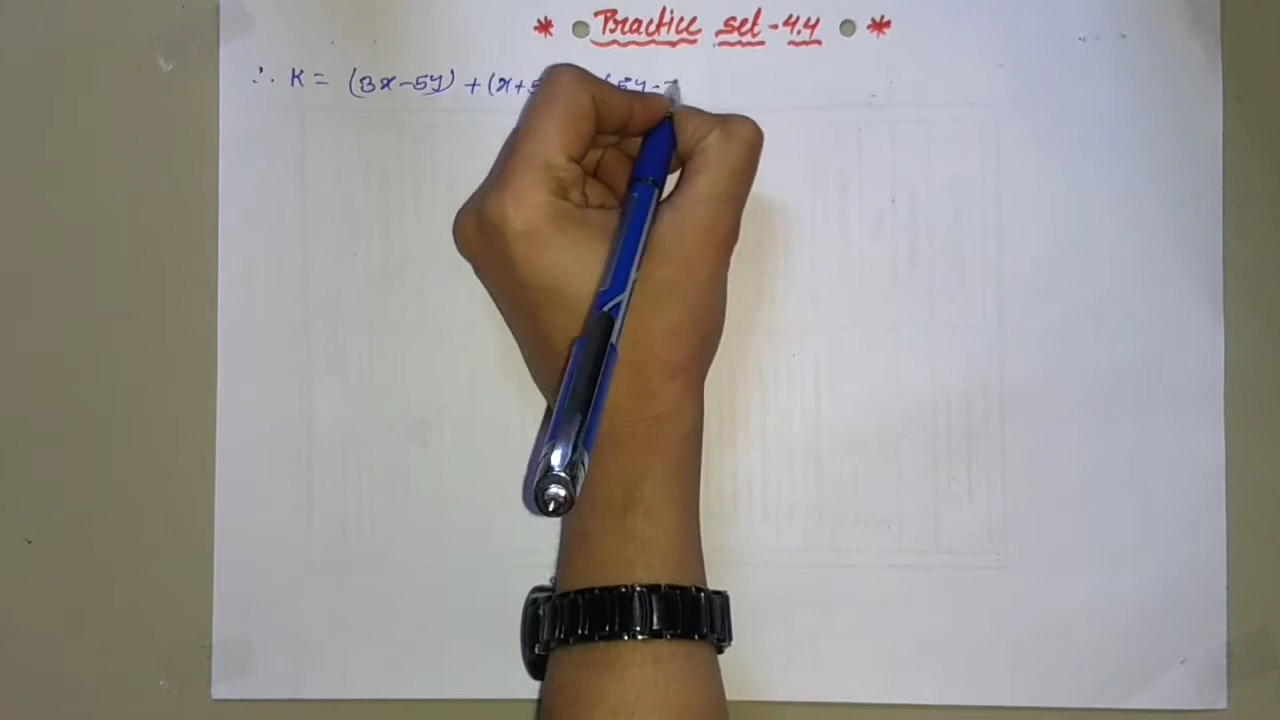 * Practice set-4.4 *
∴ K = (3x-5y) + (x+5